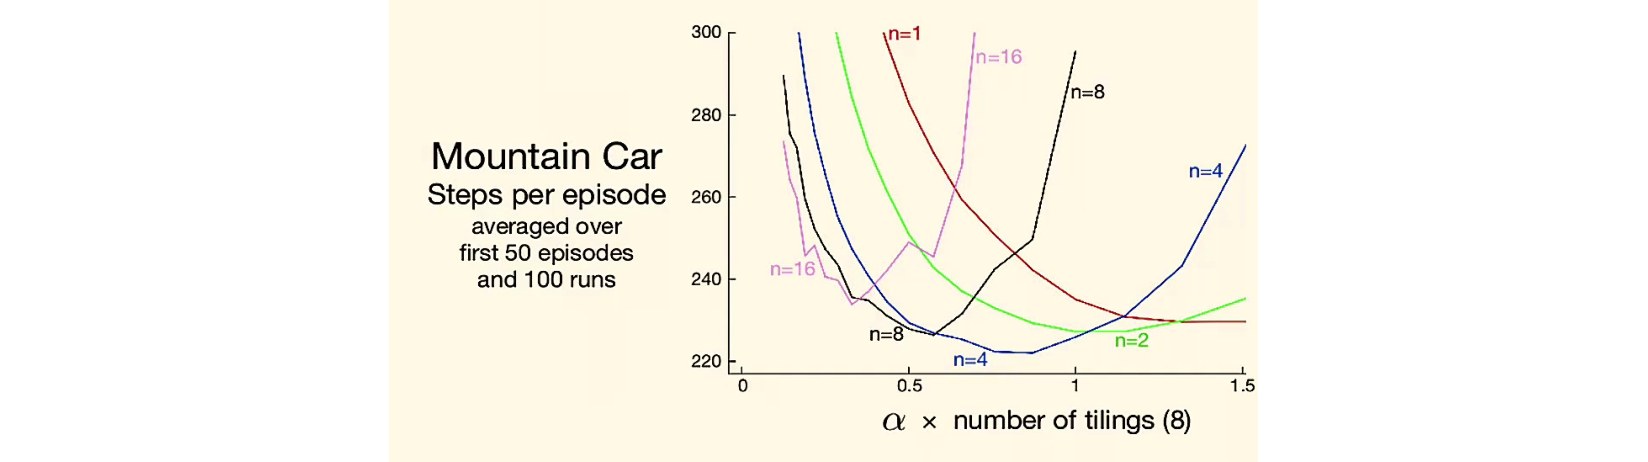 Mountain Car
Steps per episode
averaged over
first 50 episodes
and 100 runs
300
280
260
240
220
n=1
n=16
n=8
n=4
n=16
n=8
n=4
n=2
0
0.5
1
1.5
α × number of tilings (8)